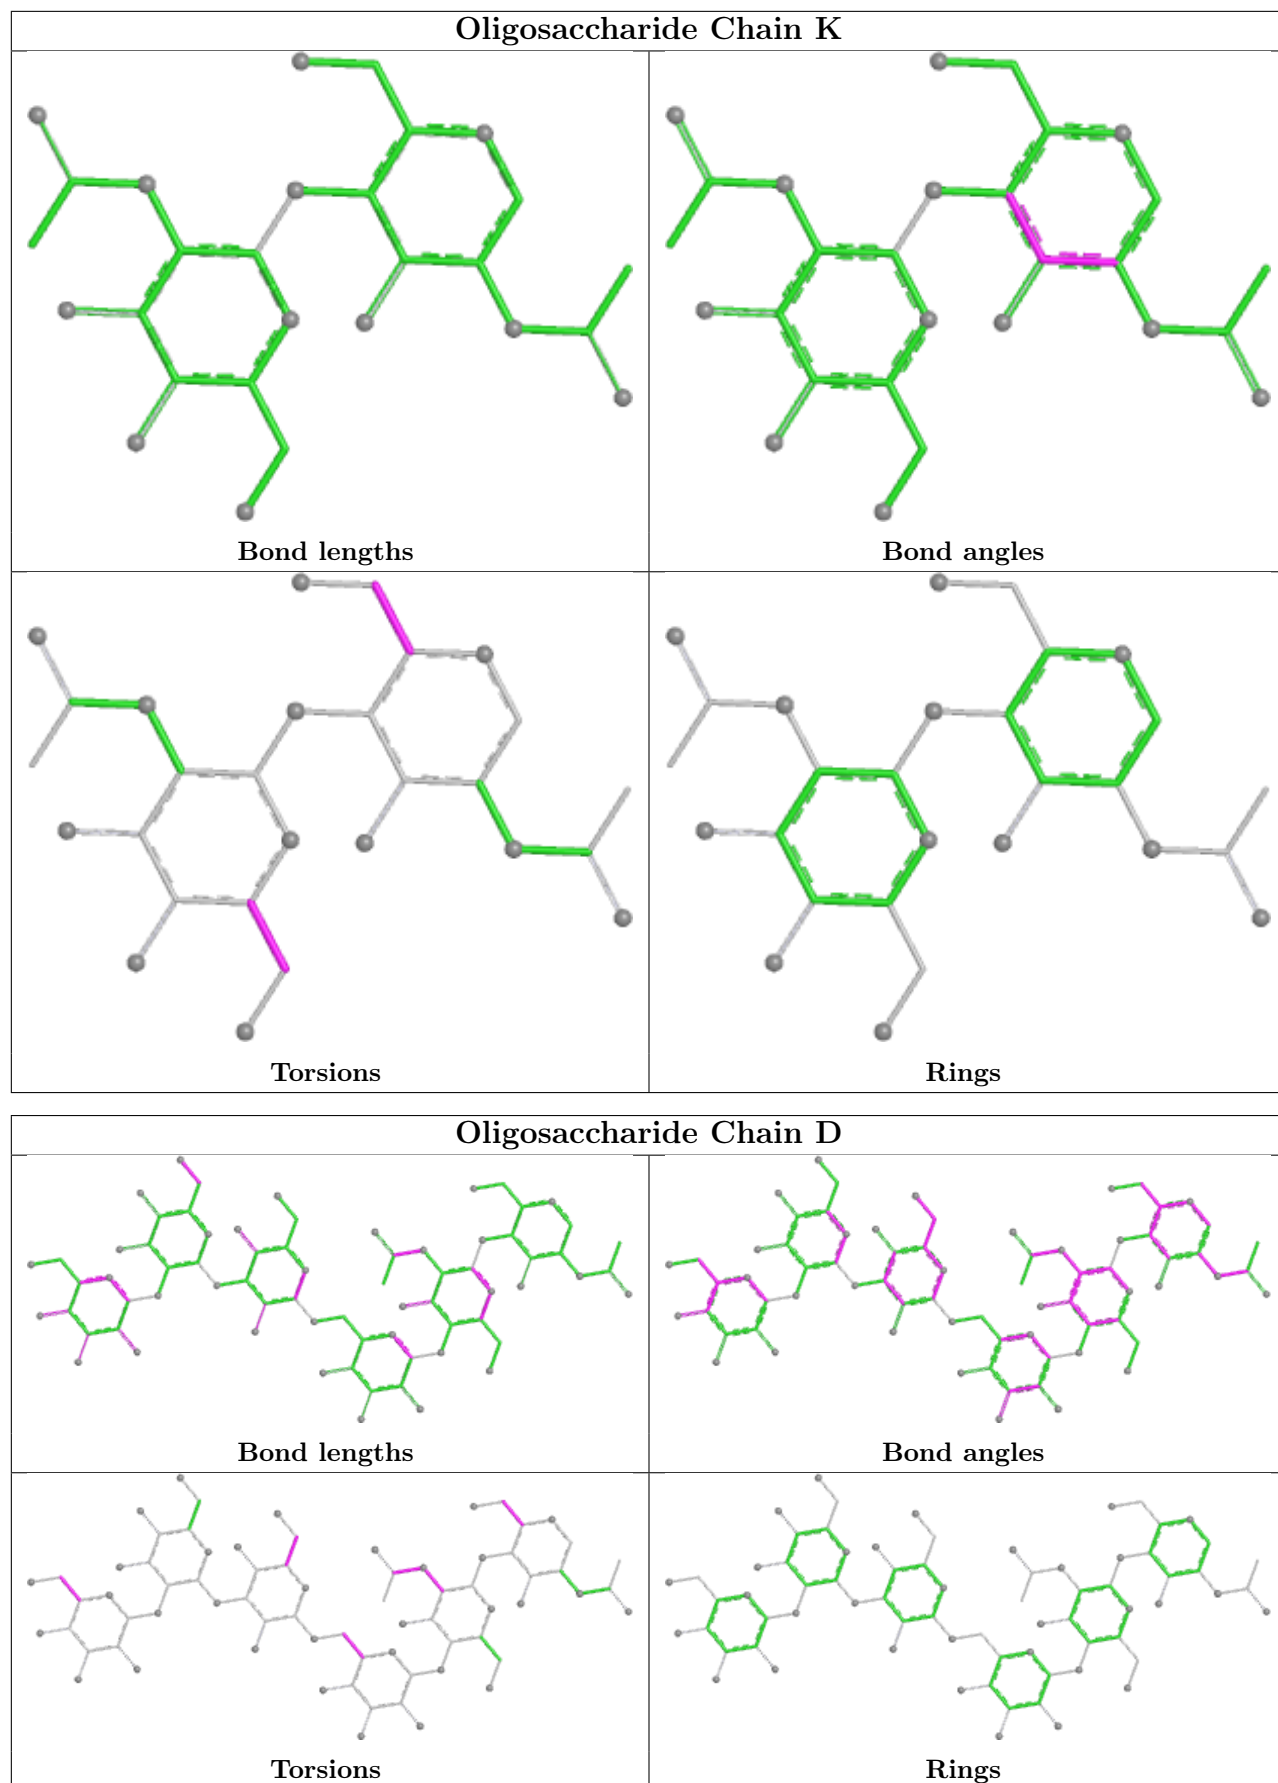 Oligosaccharide Chain K
Bond lengths
Bond angles
Torsions
Rings
Oligosaccharide Chain D
Bond lengths
Bond angles
Torsions
Rings